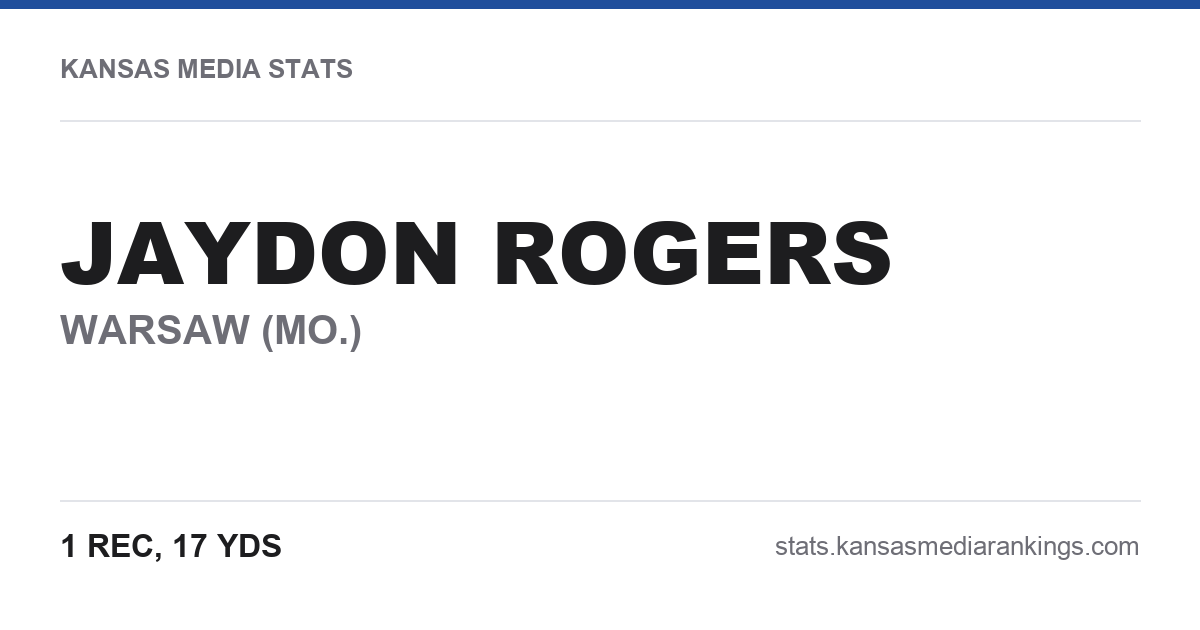 KANSAS MEDIA STATS
JAYDON ROGERS
WARSAW (MO.)
1 REC, 17 YDS
stats.kansasmediarankings.com